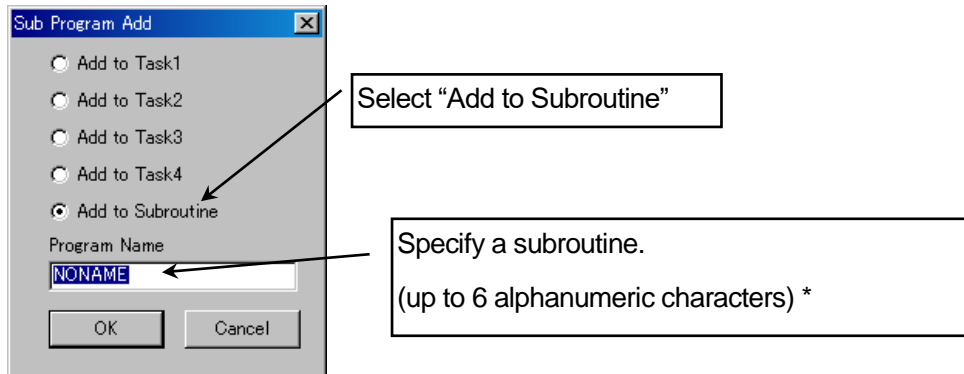 Sub Program Add
Add to Task1
Add to Task2
Add to Task3
Add to Task4
Add to Subroutine
Program Name
NONAME
OK
Cancel
Select “Add to Subroutine”
Specify a subroutine.
(up to 6 alphanumeric characters) *